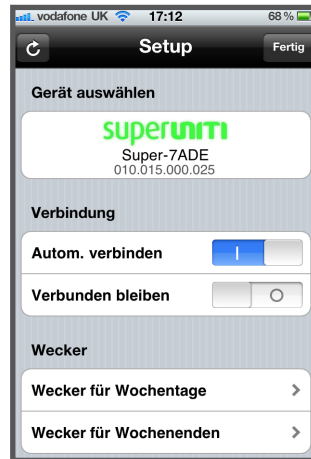 vodafone UK 17:12 68 %
Setup Fertig
Gerät auswählen
superUNITI
Super-7ADE
010.015.000.025
Verbindung
Autom. verbinden
Verbunden bleiben
Wecker
Wecker für Wochentage
Wecker für Wochenenden